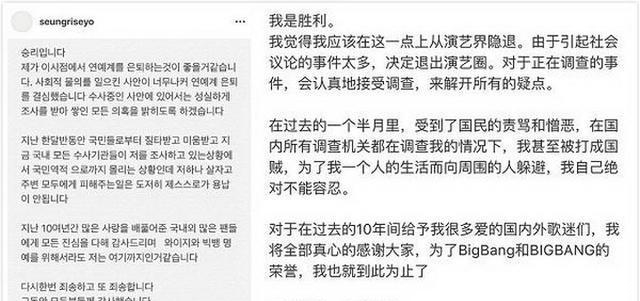 seungriseyo
승리입니다
제가 이시점에서 연예계를 은퇴하는것이 좋을거같습니다. 사회적 물의를 일으킨 사안이 너무나커 연예계 은퇴를 결심했습니다 수사중인 사안에 있어서는 성실하게 조사를 받아 쌓인 모든 의혹을 밝히도록 하겠습니다
지난 한달반동안 국민들로부터 질타받고 미움받고 지금 국내 모든 수사기관들이 저를 조사하고 있는상황에서 국민역적 으로까지 몰리는 상황인데 저하나 살자고 주변 모두에게 피해주는일은 도저히 제스스로가 용납이 안됩니다
지난 10여년간 많은 사랑을 베풀어준 국내외 많은 팬들에게 모든 진심을 다해 감사드리며 와이지와 빅뱅 명예를 위해서라도 저는 여기까지인거같습니다
다시한번 죄송하고 또 죄송합니다
我是胜利。
我觉得我应该在这一点上从演艺界隐退。由于引起社会
议论的事件太多，决定退出演艺圈。对于正在调查的事
件，会认真地接受调查，来解开所有的疑点。
在过去的一个半月里，受到了国民的责骂和憎恶，在国
内所有调查机关都在调查我的情况下，我甚至被打成国
贼，为了我一个人的生活而向周围的人躲避，我自己绝
对不能容忍。
对于在过去的10年间给予我很多爱的国内外歌迷们，我
将全部真心的感谢大家，为了BigBang和BIGBANG的
荣誉，我也就到此为止了